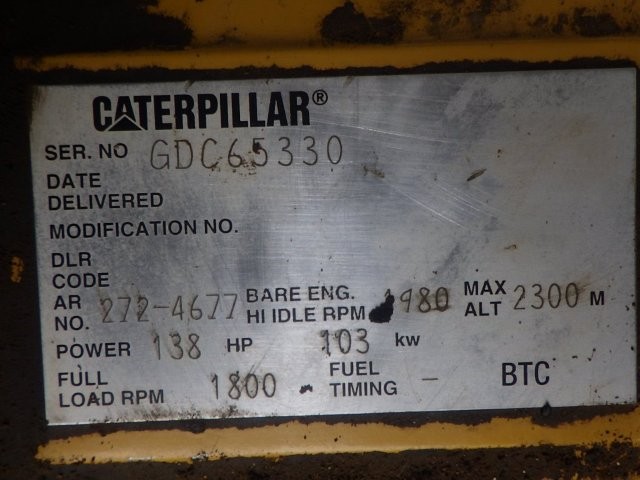 CATERPILLAR®
SER. NO GDC65330
DATE
DELIVERED
MODIFICATION NO.
DLR
CODE
AR NO. 272-4677 BARE ENG. HI IDLE RPM 1980 MAX ALT 2300 M
POWER 138 HP 103 kw
FULL LOAD RPM 1800 FUEL TIMING – BTC